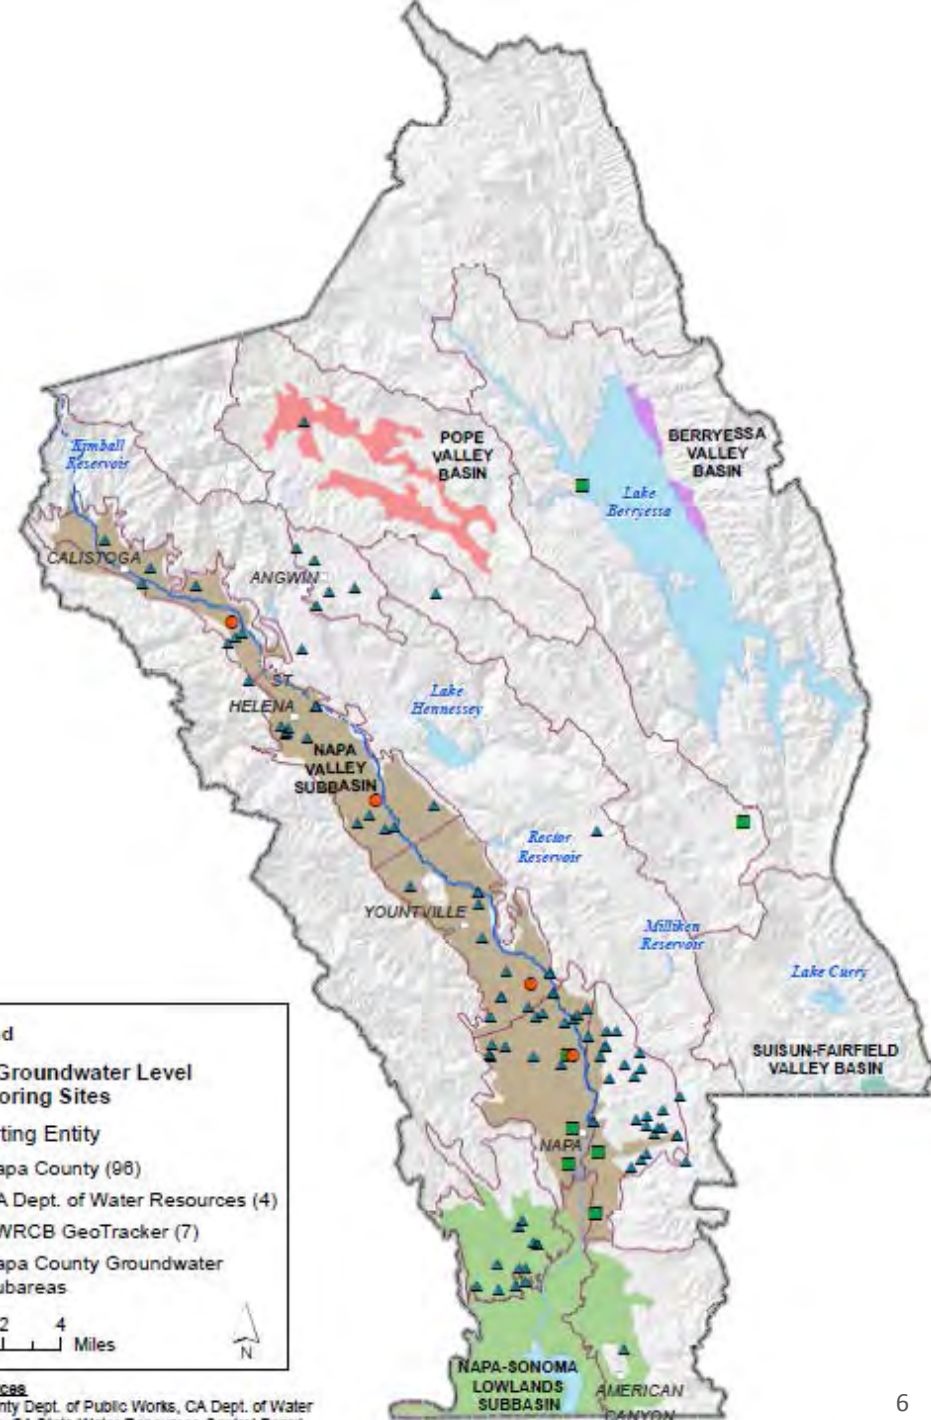 Kimball
Reservoir
POPE
VALLEY
BASIN
BERRYESSA
VALLEY
BASIN
Lake
Berryessa
CALISTOGA
ANGWIN
ST.
HELENA
Lake
Hennessey
NAPA
VALLEY
SUBBASIN
Rector
Reservoir
YOUNTVILLE
Milliken
Reservoir
Lake Curry
SUISUN-FAIRFIELD
VALLEY BASIN
NAPA
NAPA-SONOMA
LOWLANDS
SUBBASIN
AMERICAN
CANYON
d
Groundwater Level
oring Sites
ting Entity
apa County (96)
A Dept. of Water Resources (4)
WRCB GeoTracker (7)
apa County Groundwater
ubareas
2 4
Miles
N
ces
nty Dept. of Public Works, CA Dept. of Water
6